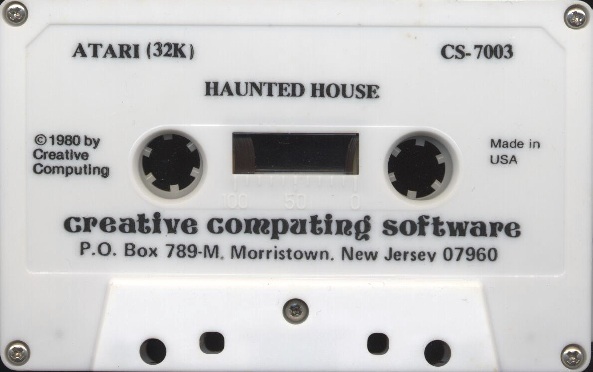 ATARI (32K) CS-7003
HAUNTED HOUSE
©1980 by
Creative
Computing
Made in
USA
100 50 0
creative computing software
P.O. Box 789-M, Morristown, New Jersey 07960